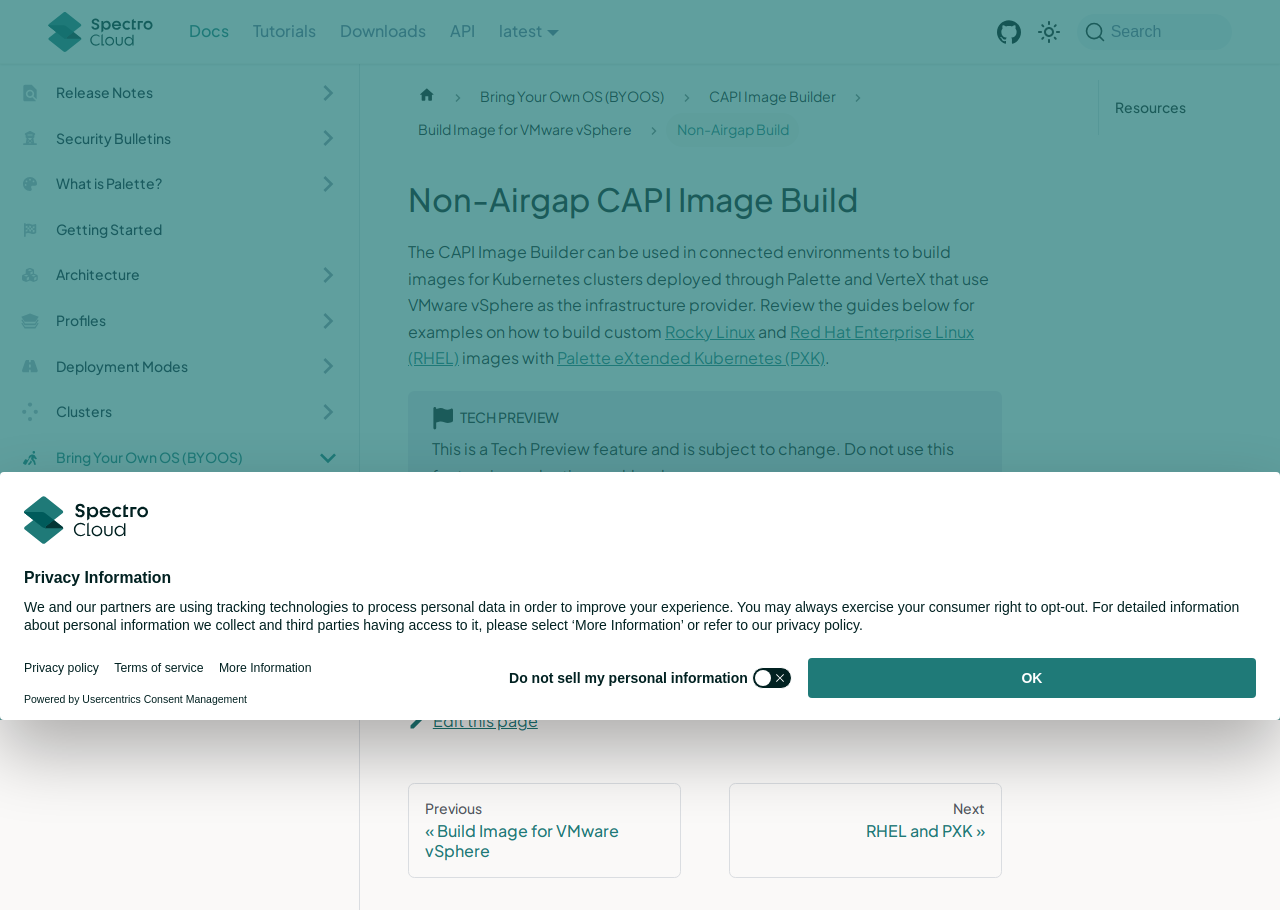 Spectro Cloud
Docs
Tutorials
Downloads
API
latest
Search
Release Notes
Security Bulletins
What is Palette?
Getting Started
Architecture
Profiles
Deployment Modes
Clusters
Bring Your Own OS (BYOOS)
Bring Your Own OS (BYOOS)
CAPI Image Builder
Build Image for VMware vSphere
Non-Airgap Build
Resources
Non-Airgap CAPI Image Build
The CAPI Image Builder can be used in connected environments to build
images for Kubernetes clusters deployed through Palette and VerteX that use
VMware vSphere as the infrastructure provider. Review the guides below for
examples on how to build custom Rocky Linux and Red Hat Enterprise Linux
(RHEL) images with Palette eXtended Kubernetes (PXK).
TECH PREVIEW
This is a Tech Preview feature and is subject to change. Do not use this
Spectro
Cloud
Privacy Information
We and our partners are using tracking technologies to process personal data in order to improve your experience. You may always exercise your consumer right to opt-out. For detailed information
about personal information we collect and third parties having access to it, please select ‘More Information’ or refer to our privacy policy.
Privacy policy
Terms of service
More Information
Powered by Usercentrics Consent Management
Do not sell my personal information
OK
Edit this page
Previous
« Build Image for VMware
vSphere
Next
RHEL and PXK »